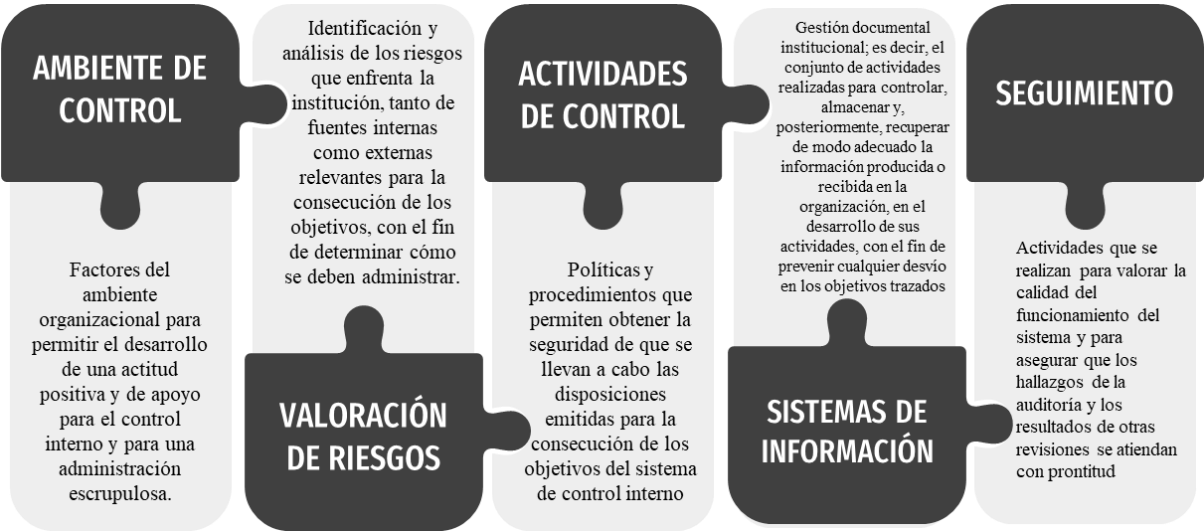 AMBIENTE DE
CONTROL
Factores del
ambiente
organizacional para
permitir el desarrollo
de una actitud
positiva y de apoyo
para el control
interno y para una
administración
escrupulosa.
Identificación y
análisis de los riesgos
que enfrenta la
institución, tanto de
fuentes internas
como externas
relevantes para la
consecución de los
objetivos, con el fin
de determinar cómo
se deben administrar.
VALORACIÓN
DE RIESGOS
ACTIVIDADES
DE CONTROL
Políticas y
procedimientos que
permiten obtener la
seguridad de que se
llevan a cabo las
disposiciones
emitidas para la
consecución de los
objetivos del sistema
de control interno
Gestión documental
institucional; es decir, el
conjunto de actividades
realizadas para controlar,
almacenar y,
posteriormente, recuperar
de modo adecuado la
información producida o
recibida en la
organización, en el
desarrollo de sus
actividades, con el fin de
prevenir cualquier desvío
en los objetivos trazados
SISTEMAS DE
INFORMACIÓN
SEGUIMIENTO
Actividades que se
realizan para valorar la
calidad del
funcionamiento del
sistema y para
asegurar que los
hallazgos de la
auditoría y los
resultados de otras
revisiones se atiendan
con prontitud